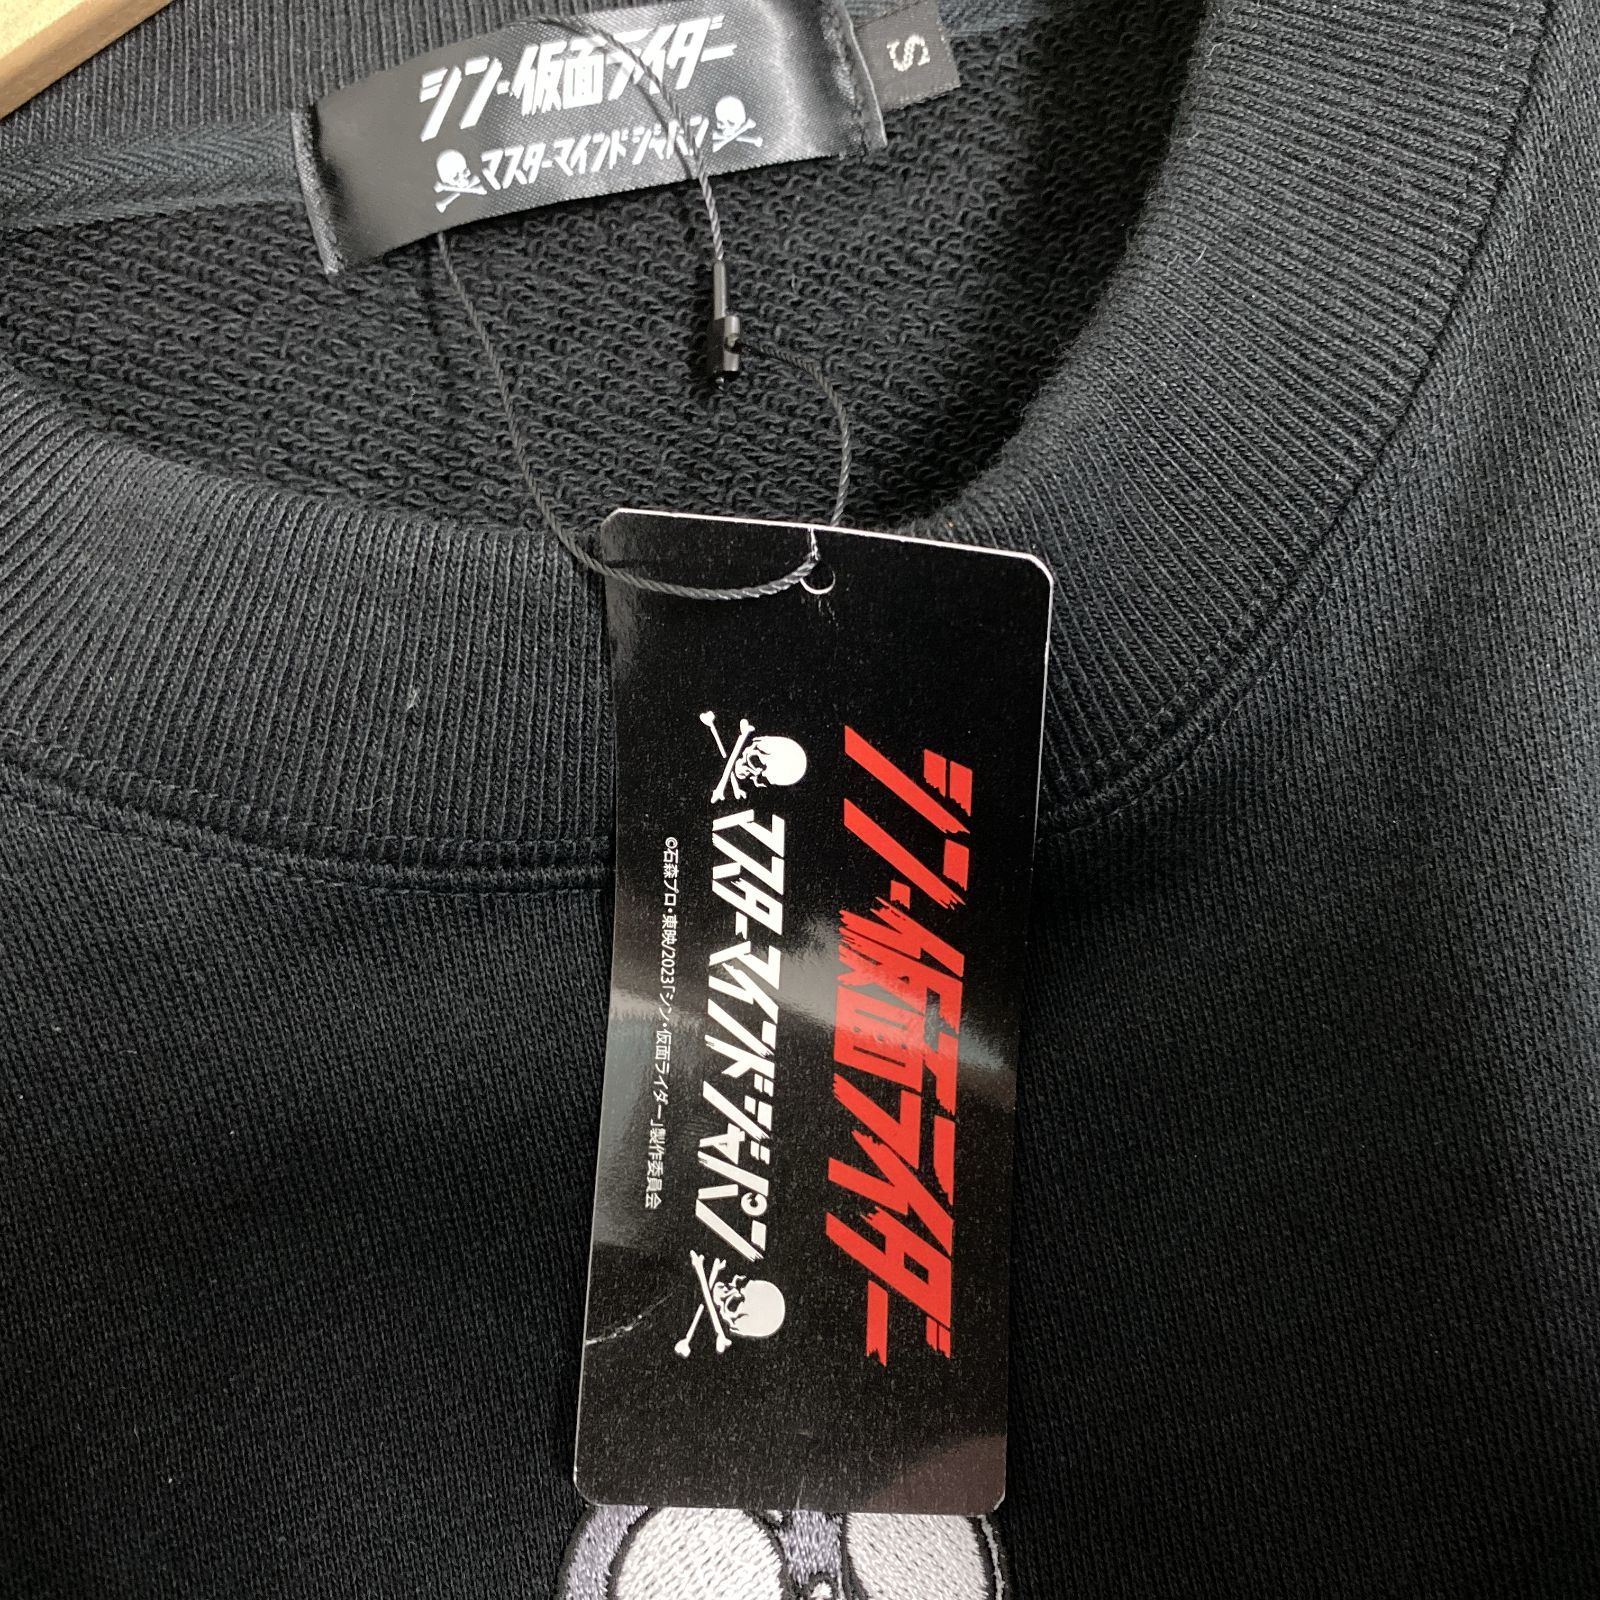 シン・仮面ライダー
マスターマインドジャパン
S
シン・仮面ライダー
マスターマインドジャパン
©石森プロ・東映/2023「シン・仮面ライダー」製作委員会